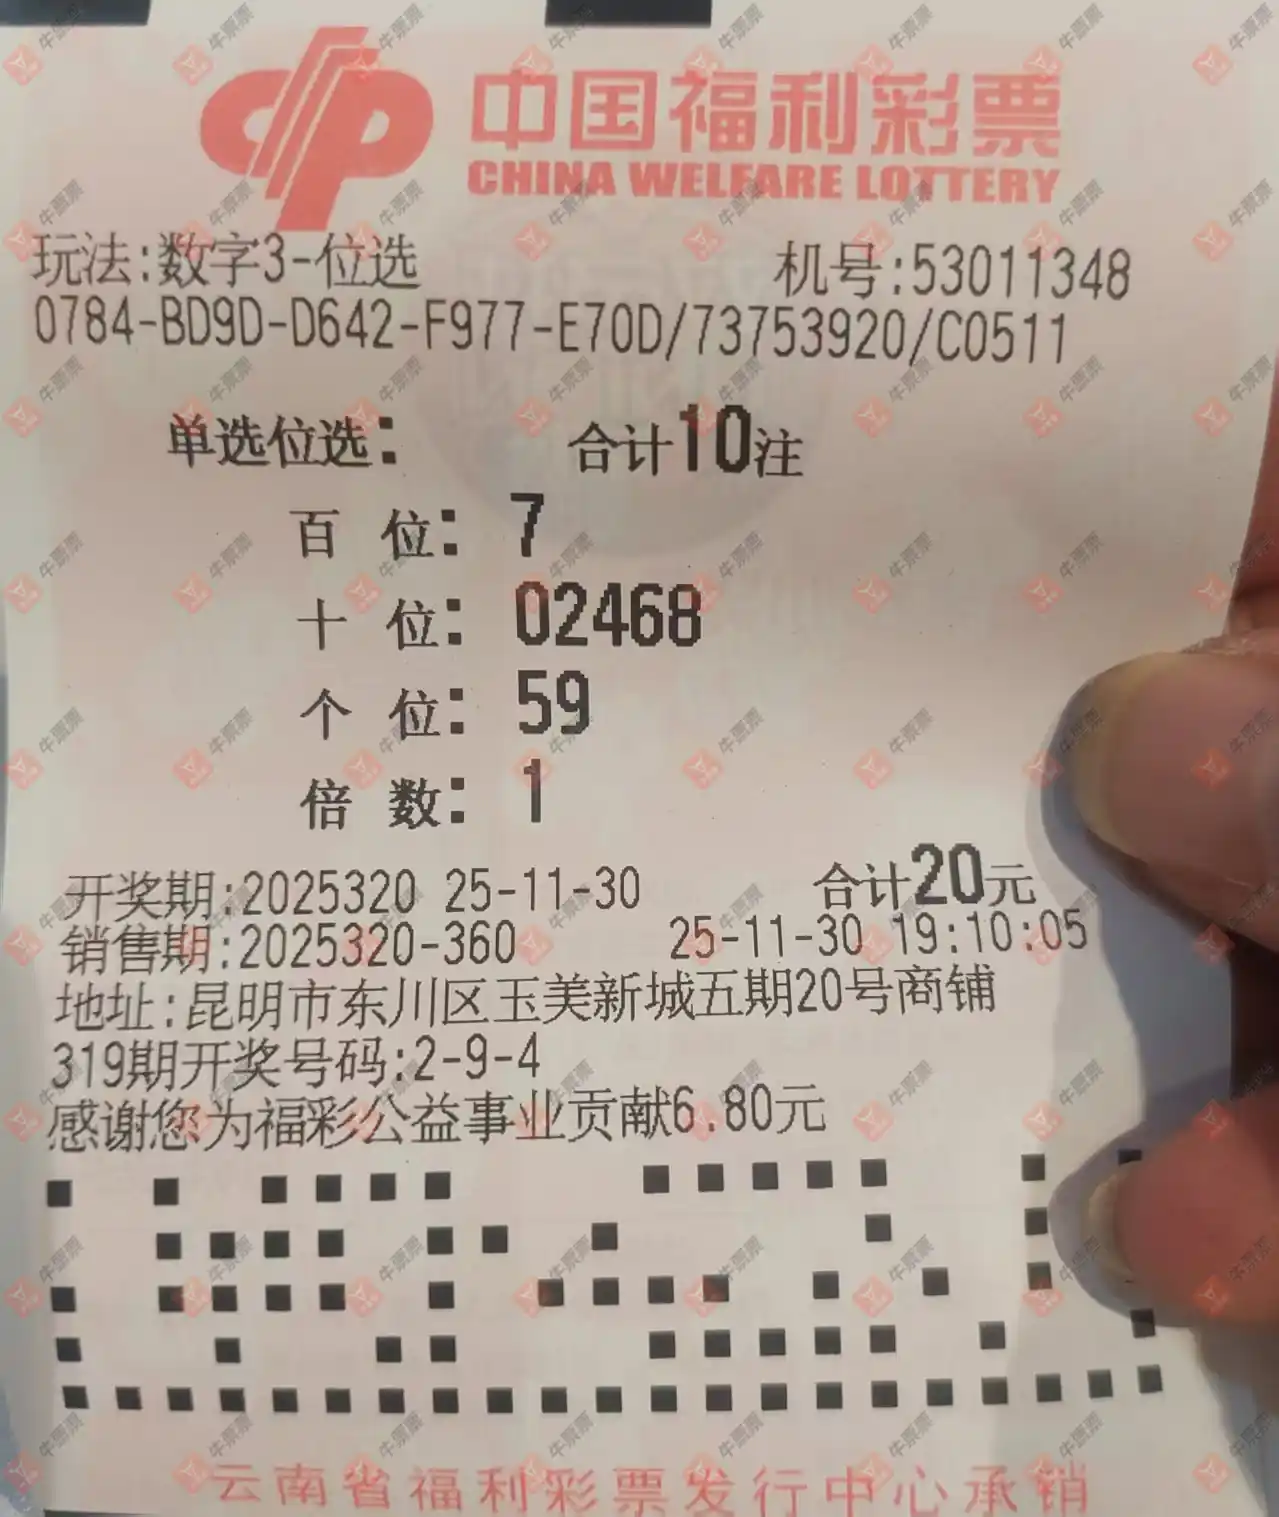 中国福利彩票
CHINA WELFARE LOTTERY
玩法:数字3-位选 机号:53011348
0784-BD9D-D642-F977-E70D/73753920/C0511
单选位选: 合计10注
百 位: 7
十 位: 02468
个 位: 59
倍 数: 1
开奖期:2025320 25-11-30 合计20元
销售期:2025320-360 25-11-30 19:10:05
地址:昆明市东川区玉美新城五期20号商铺
319期开奖号码:2-9-4
感谢您为福彩公益事业贡献6.80元
云南省福利彩票发行中心承销
牛票票